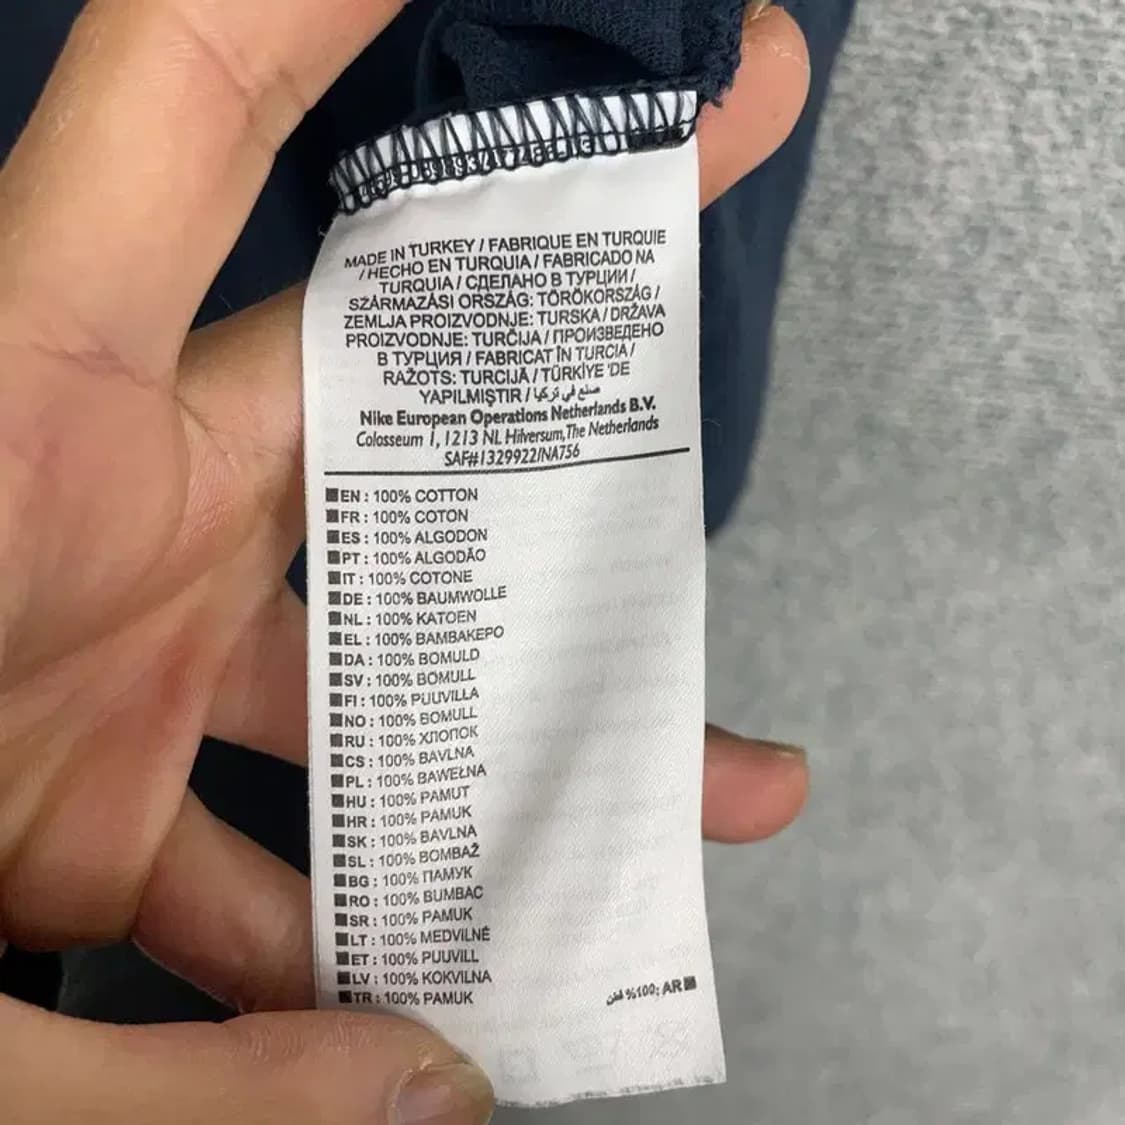 MADE IN TURKEY / FABRIQUE EN TURQUIE
/ HECHO EN TURQUIA / FABRICADO NA
TURQUIA / СДЕЛАНО В ТУРЦИИ /
SZÁRMAZÁSI ORSZÁG: TÖRÖKORSZÁG /
ZEMLJA PROIZVODNJE: TURSKA / DRŽAVA
PROIZVODNJE: TURČIJA / ПРОИЗВЕДЕНО
В ТУРЦИЯ / FABRICAT ÎN TURCIA /
RAŽOTS: TURCIJĀ / TÜRKİYE 'DE
YAPILMIŞTIR / صنع في تركيا
Nike European Operations Netherlands B.V.
Colosseum 1, 1213 NL Hilversum, The Netherlands
SAF#1329922/NA756
EN : 100% COTTON
FR : 100% COTON
ES : 100% ALGODON
PT : 100% ALGODÃO
IT : 100% COTONE
DE : 100% BAUMWOLLE
NL : 100% KATOEN
EL : 100% ΒΑΜΒΑΚΕΡΟ
DA : 100% BOMULD
SV : 100% BOMULL
FI : 100% PUUVILLA
NO : 100% BOMULL
RU : 100% ХЛОПОК
CS : 100% BAVLNA
PL : 100% BAWEŁNA
HU : 100% PAMUT
HR : 100% PAMUK
SK : 100% BAVLNA
SL : 100% BOMBAŽ
BG : 100% ПАМУК
RO : 100% BUMBAC
SR : 100% PAMUK
LT : 100% MEDVILNĖ
ET : 100% PUUVILL
LV : 100% KOKVILNA
TR : 100% PAMUK
قطن %100: AR